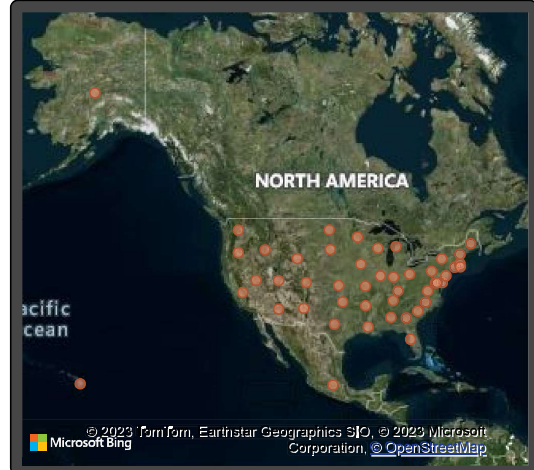 NORTH AMERICA
acific
cean
© 2023 TomTom, Earthstar Geographics SIO, © 2023 Microsoft
Microsoft Bing
Corporation, © OpenStreetMap